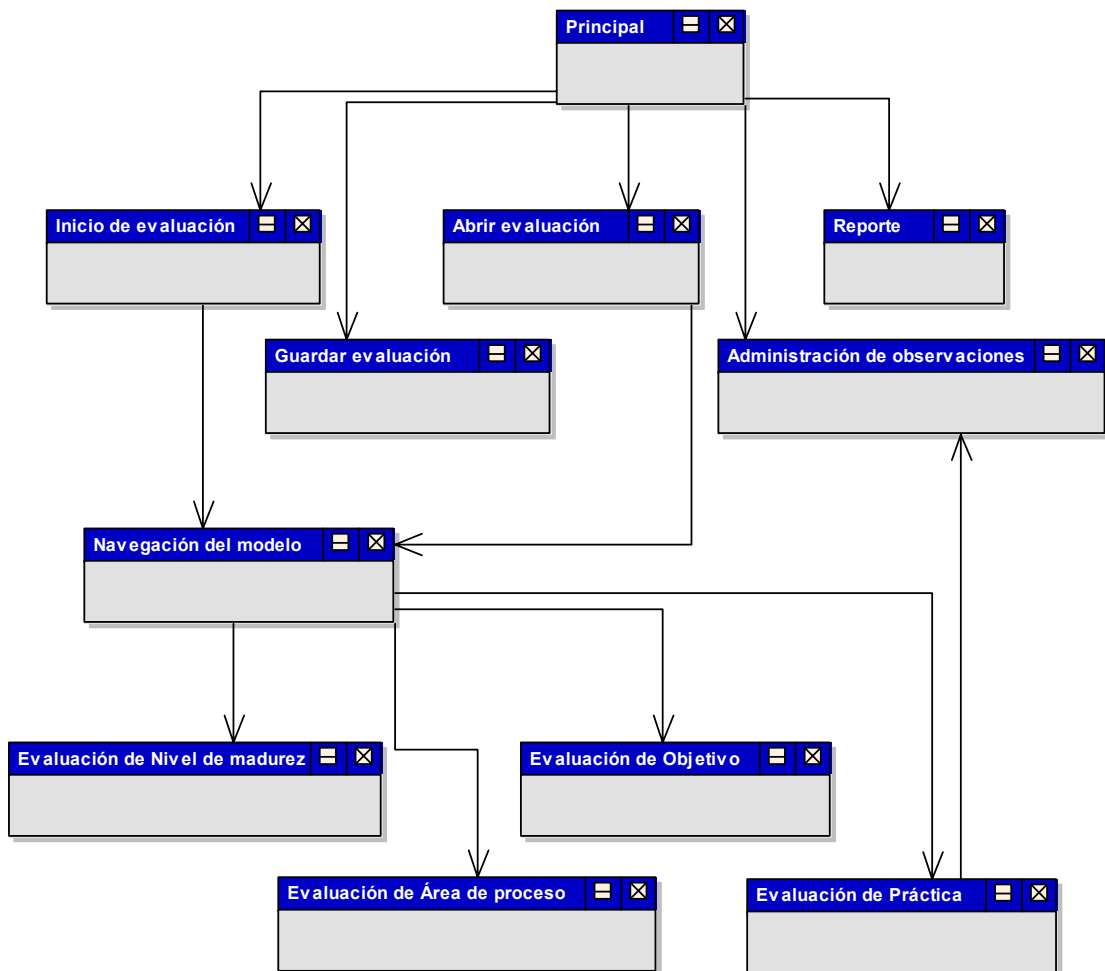 Principal
Inicio de evaluación
Abrir evaluación
Reporte
Guardar evaluación
Administración de observaciones
Navegación del modelo
Evaluación de Nivel de madurez
Evaluación de Objetivo
Evaluación de Área de proceso
Evaluación de Práctica